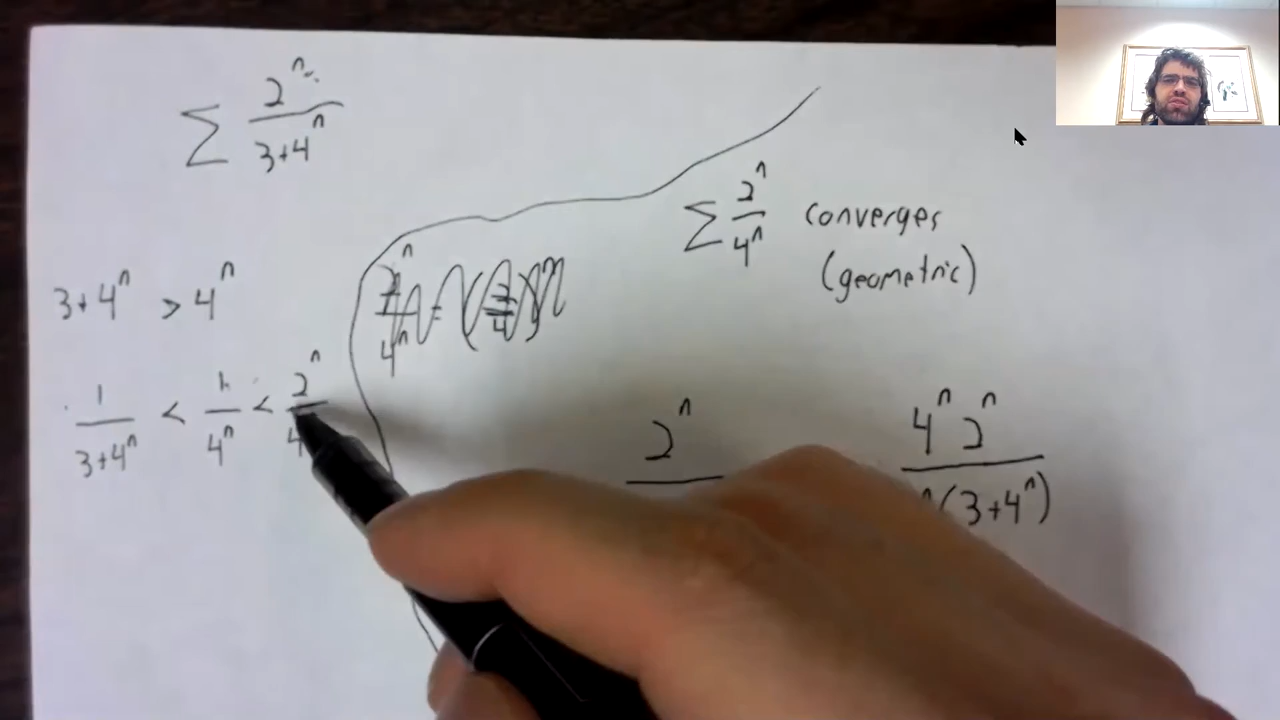 ∑ 2^n / (3+4^n)
3+4^n > 4^n
1 / (3+4^n) < 1 / 4^n < 2^n / 4
∑ 2^n / 4^n converges
(geometric)
2^n
4^n 2^n / n(3+4^n)